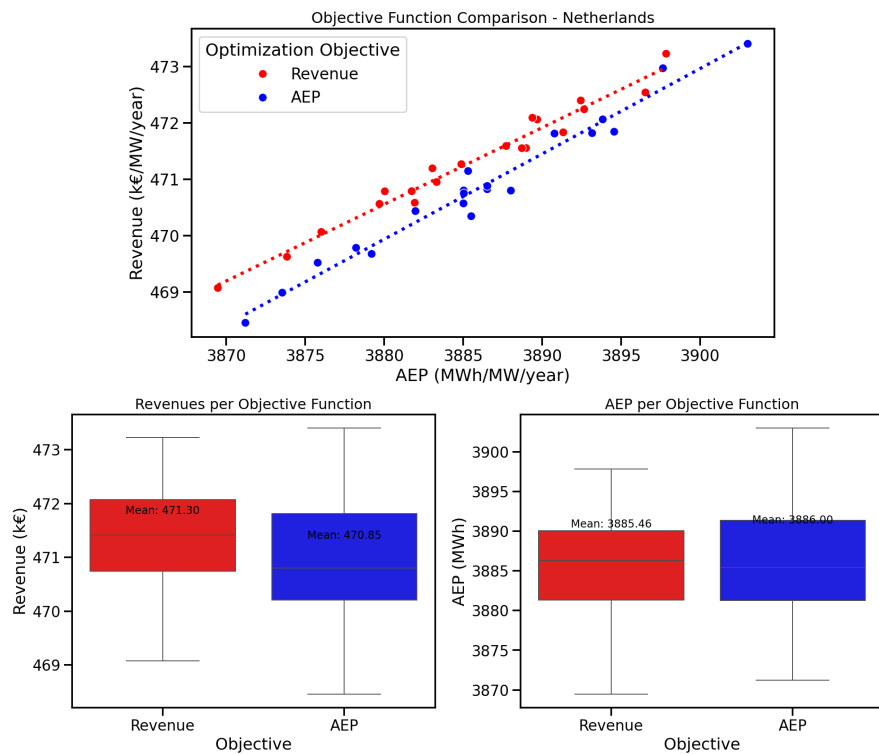 Objective Function Comparison - Netherlands
Revenue (k€/MW/year)
473
472
471
470
469
Optimization Objective
Revenue
AEP
3870 3875 3880 3885 3890 3895 3900
AEP (MWh/MW/year)
Revenues per Objective Function
Revenue (k€)
473
472
471
470
469
Mean: 471.30
Mean: 470.85
Revenue AEP
Objective
AEP per Objective Function
AEP (MWh)
3900
3895
3890
3885
3880
3875
3870
Mean: 3885.46
Mean: 3886.00
Revenue AEP
Objective